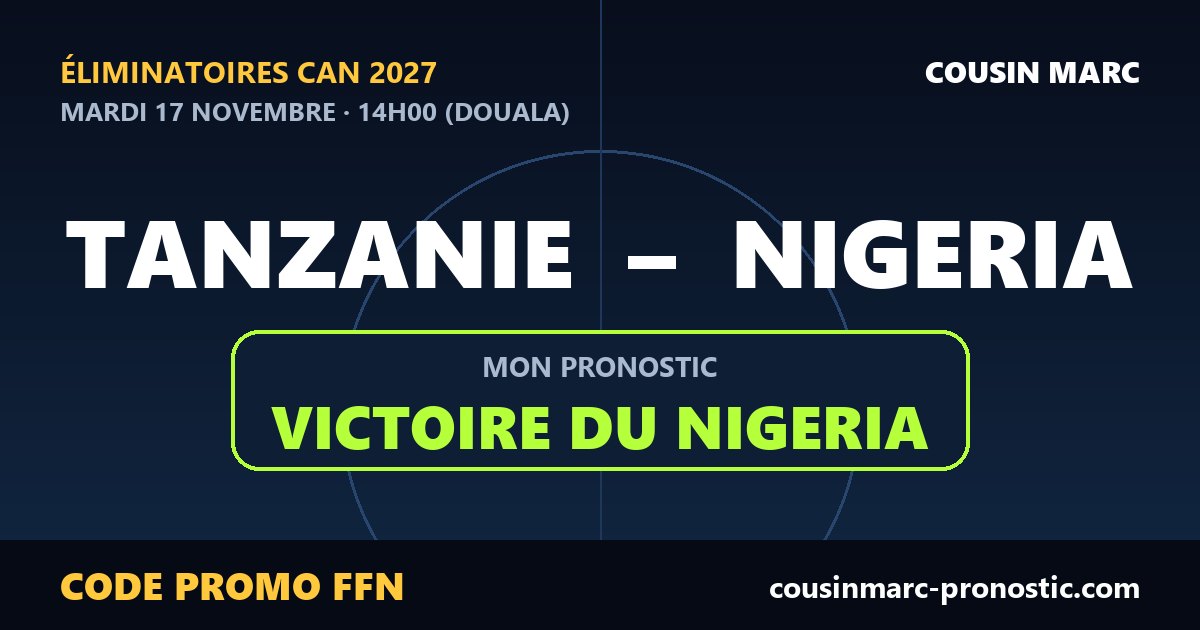 ÉLIMINATOIRES CAN 2027
COUSIN MARC
MARDI 17 NOVEMBRE · 14H00 (DOUALA)
TANZANIE – NIGERIA
MON PRONOSTIC
VICTOIRE DU NIGERIA
CODE PROMO FFN
cousinmarc-pronostic.com